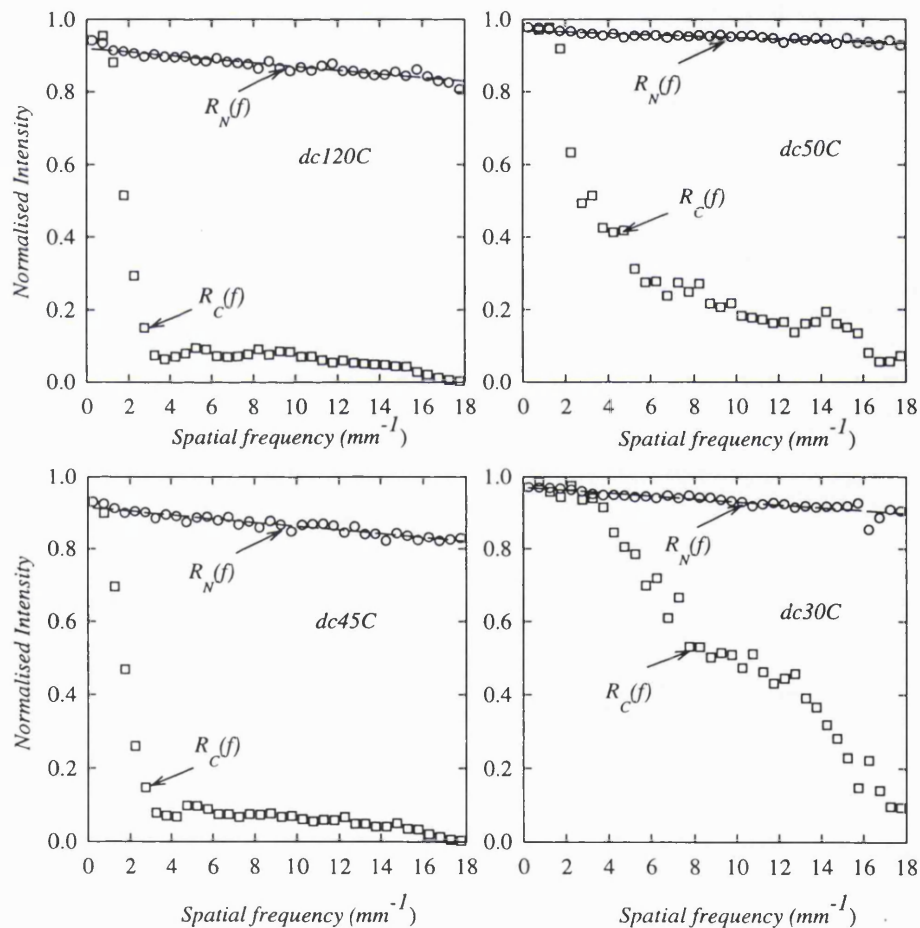 1.0
0.8
0.6
0.4
0.2
0.0
Normalised Intensity
R_N(f)
dc120C
R_C(f)
0 2 4 6 8 10 12 14 16 18
Spatial frequency (mm^-1)
1.0
0.8
0.6
0.4
0.2
0.0
R_N(f)
dc50C
R_C(f)
0 2 4 6 8 10 12 14 16 18
Spatial frequency (mm^-1)
1.0
0.8
0.6
0.4
0.2
0.0
Normalised Intensity
R_N(f)
dc45C
R_C(f)
0 2 4 6 8 10 12 14 16 18
Spatial frequency (mm^-1)
1.0
0.8
0.6
0.4
0.2
0.0
R_N(f)
dc30C
R_C(f)
0 2 4 6 8 10 12 14 16 18
Spatial frequency (mm^-1)